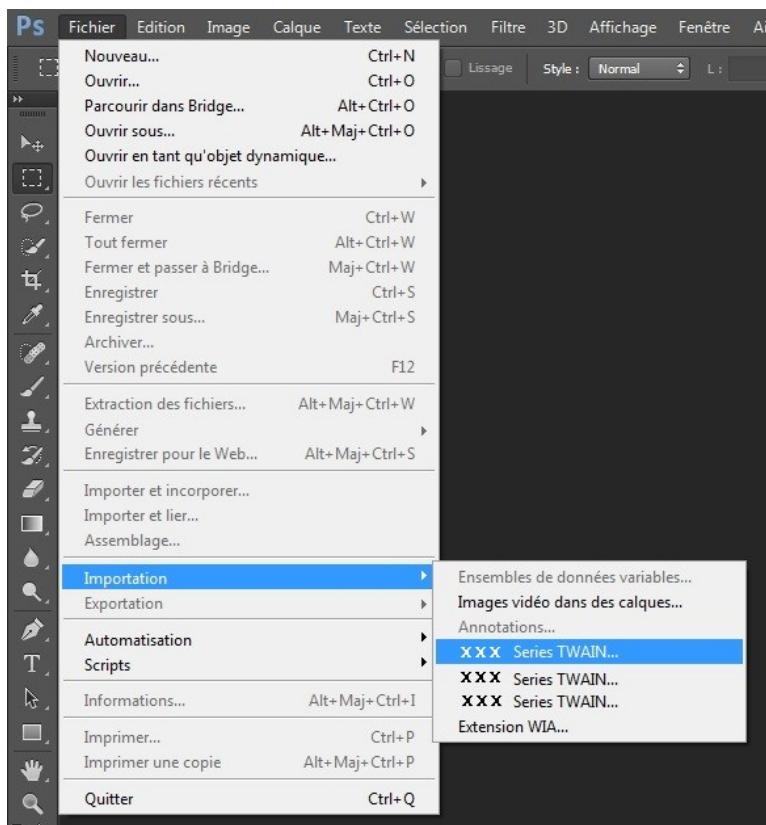 Ps Fichier Edition Image Calque Texte Sélection Filtre 3D Affichage Fenêtre Ai
Lissage Style : Normal L :
Nouveau... Ctrl+N
Ouvrir... Ctrl+O
Parcourir dans Bridge... Alt+Ctrl+O
Ouvrir sous... Alt+Maj+Ctrl+O
Ouvrir en tant qu'objet dynamique...
Ouvrir les fichiers récents
Fermer Ctrl+W
Tout fermer Alt+Ctrl+W
Fermer et passer à Bridge... Maj+Ctrl+W
Enregistrer Ctrl+S
Enregistrer sous... Maj+Ctrl+S
Archiver...
Version précédente F12
Extraction des fichiers... Alt+Maj+Ctrl+W
Générer
Enregistrer pour le Web... Alt+Maj+Ctrl+S
Importer et incorporer...
Importer et lier...
Assemblage...
Importation
Exportation
Automatisation
Scripts
Informations... Alt+Maj+Ctrl+I
Imprimer... Ctrl+P
Imprimer une copie Alt+Maj+Ctrl+P
Quitter Ctrl+Q
Ensembles de données variables...
Images vidéo dans des calques...
Annotations...
XXX Series TWAIN...
XXX Series TWAIN...
XXX Series TWAIN...
Extension WIA...